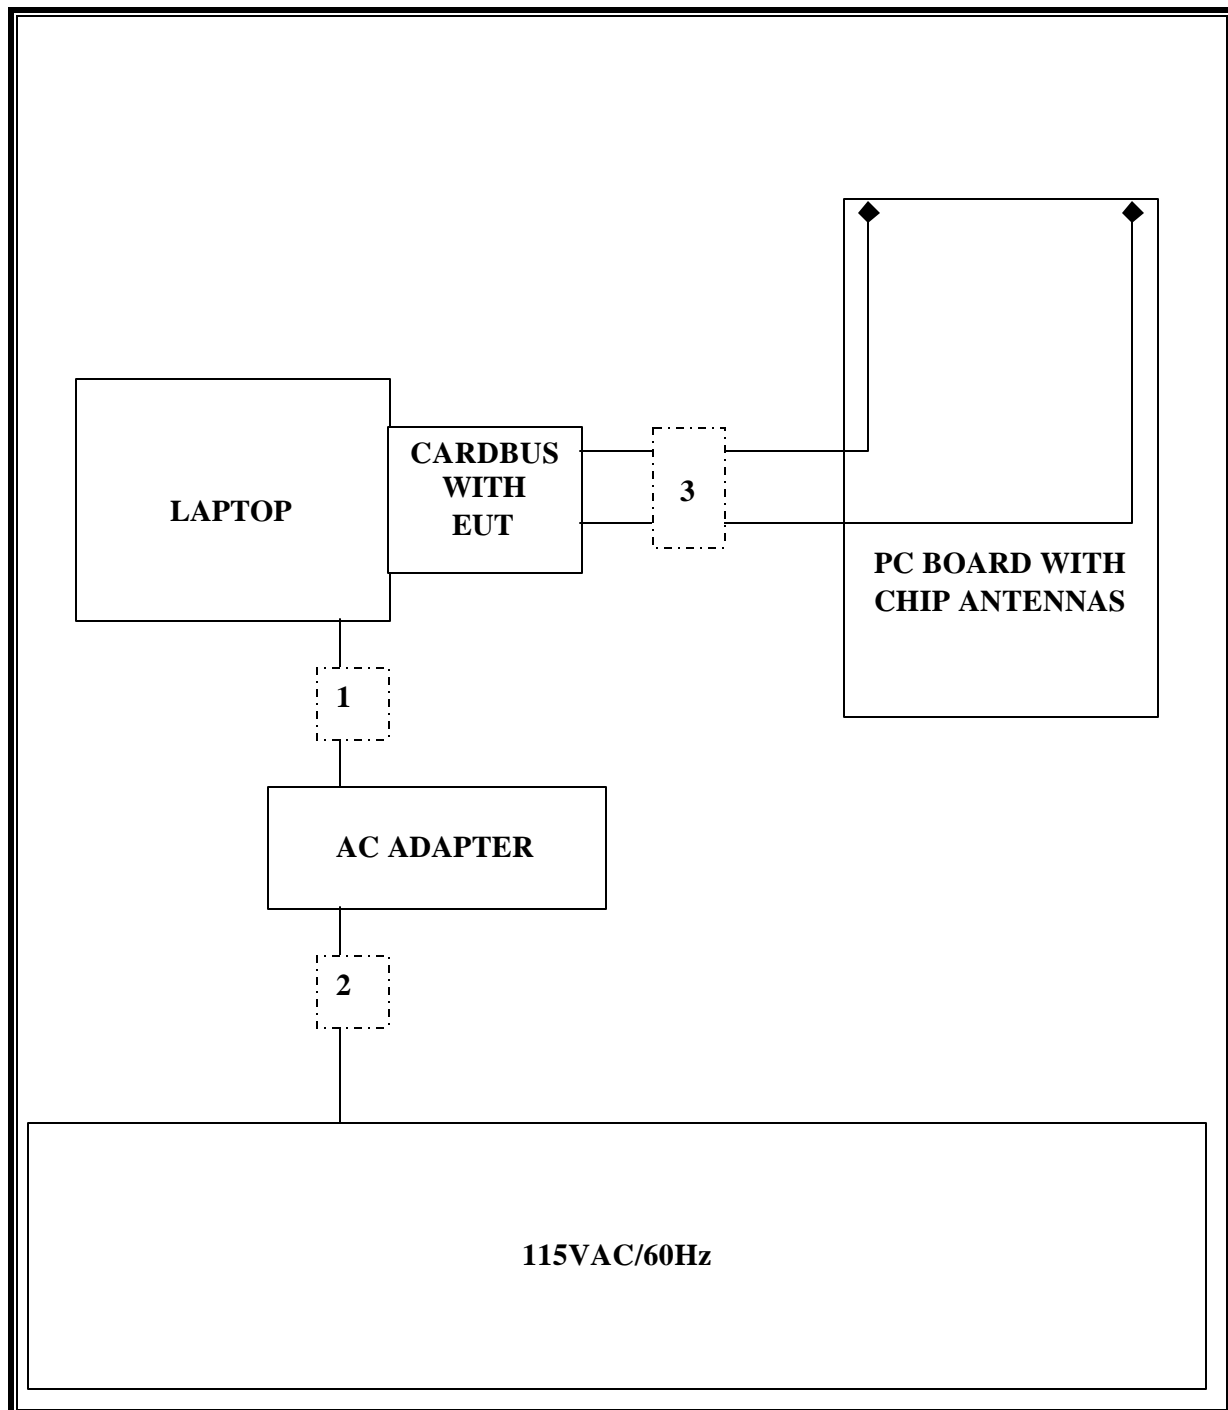 LAPTOP
CARDBUS
WITH
EUT
3
PC BOARD WITH
CHIP ANTENNAS
1
AC ADAPTER
2
115VAC/60Hz